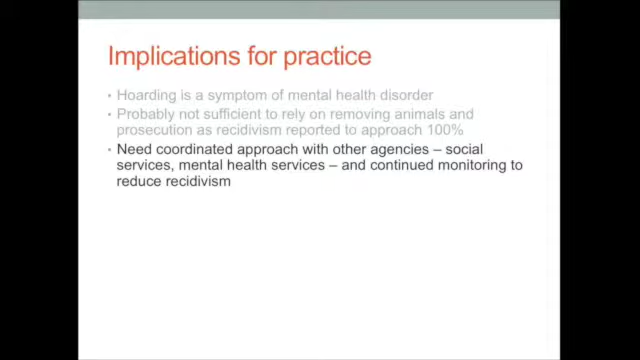 Implications for practice
• Hoarding is a symptom of mental health disorder
• Probably not sufficient to rely on removing animals and
prosecution as recidivism reported to approach 100%
• Need coordinated approach with other agencies – social
services, mental health services – and continued monitoring to
reduce recidivism